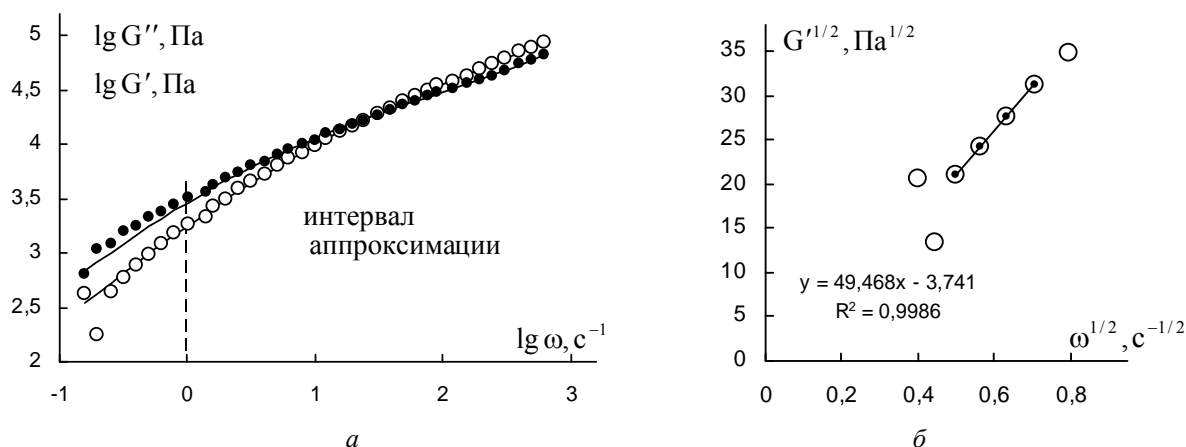 lg G'', Па
lg G', Па
5
4,5
4
3,5
3
2,5
2
интервал
аппроксимации
lg ω, с⁻¹
-1
0
1
2
3
а
G'^{1/2}, Па^{1/2}
35
30
25
20
15
10
5
0
y = 49,468x - 3,741
R² = 0,9986
ω^{1/2}, с^{-1/2}
0
0,2
0,4
0,6
0,8
б